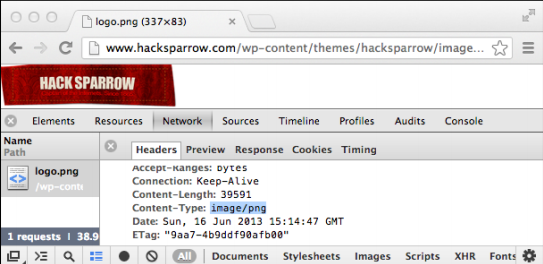 logo.png (337×83)
www.hacksparrow.com/wp-content/themes/hacksparrow/image...
HACK SPARROW
Elements Resources Network Sources Timeline Profiles Audits Console
Name
Path
Headers Preview Response Cookies Timing
logo.png
/wp-cont
Accept-Ranges: bytes
Connection: Keep-Alive
Content-Length: 39591
Content-Type: image/png
Date: Sun, 16 Jun 2013 15:14:47 GMT
ETag: "9aa7-4b9ddf90afb00"
1 requests | 38.9
All Documents Stylesheets Images Scripts XHR Fonts